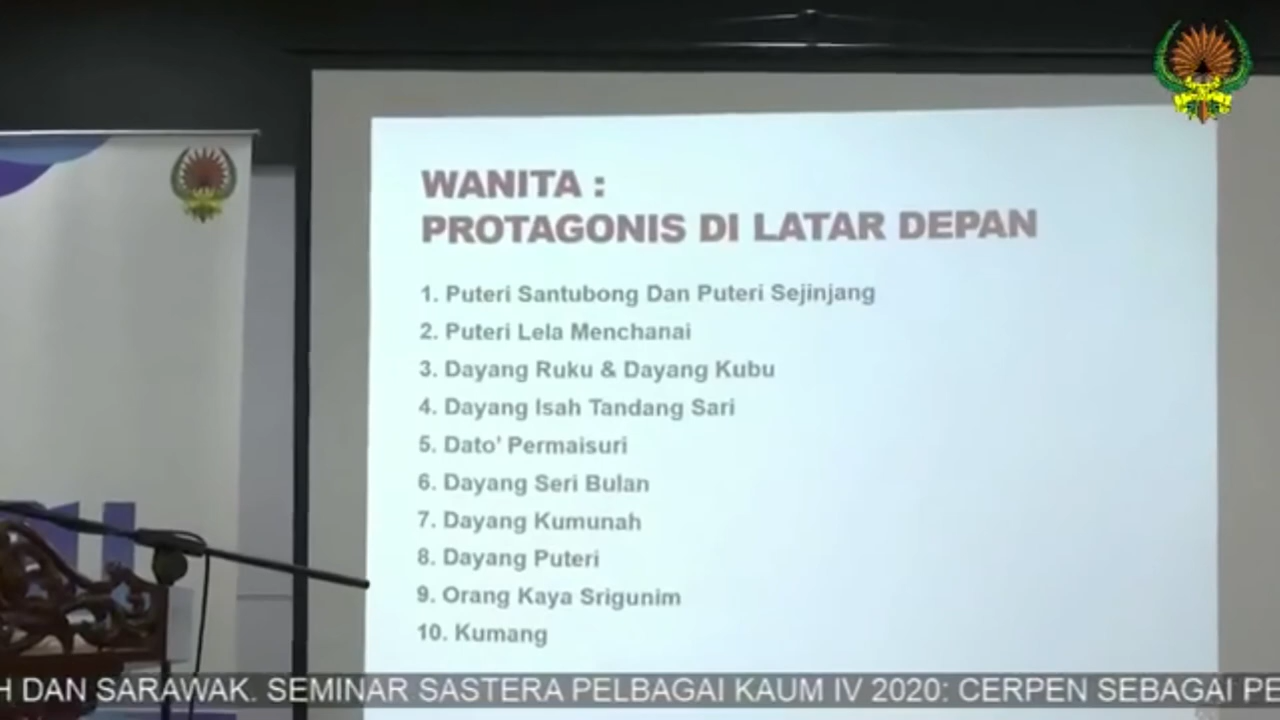 WANITA :
PROTAGONIS DI LATAR DEPAN
1. Puteri Santubong Dan Puteri Sejinjang
2. Puteri Lela Menchanai
3. Dayang Ruku & Dayang Kubu
4. Dayang Isah Tandang Sari
5. Dato' Permaisuri
6. Dayang Seri Bulan
7. Dayang Kumunah
8. Dayang Puteri
9. Orang Kaya Srigunim
10. Kumang
H DAN SARAWAK. SEMINAR SASTERA PELBAGAI KAUM IV 2020: CERPEN SEBAGAI PE